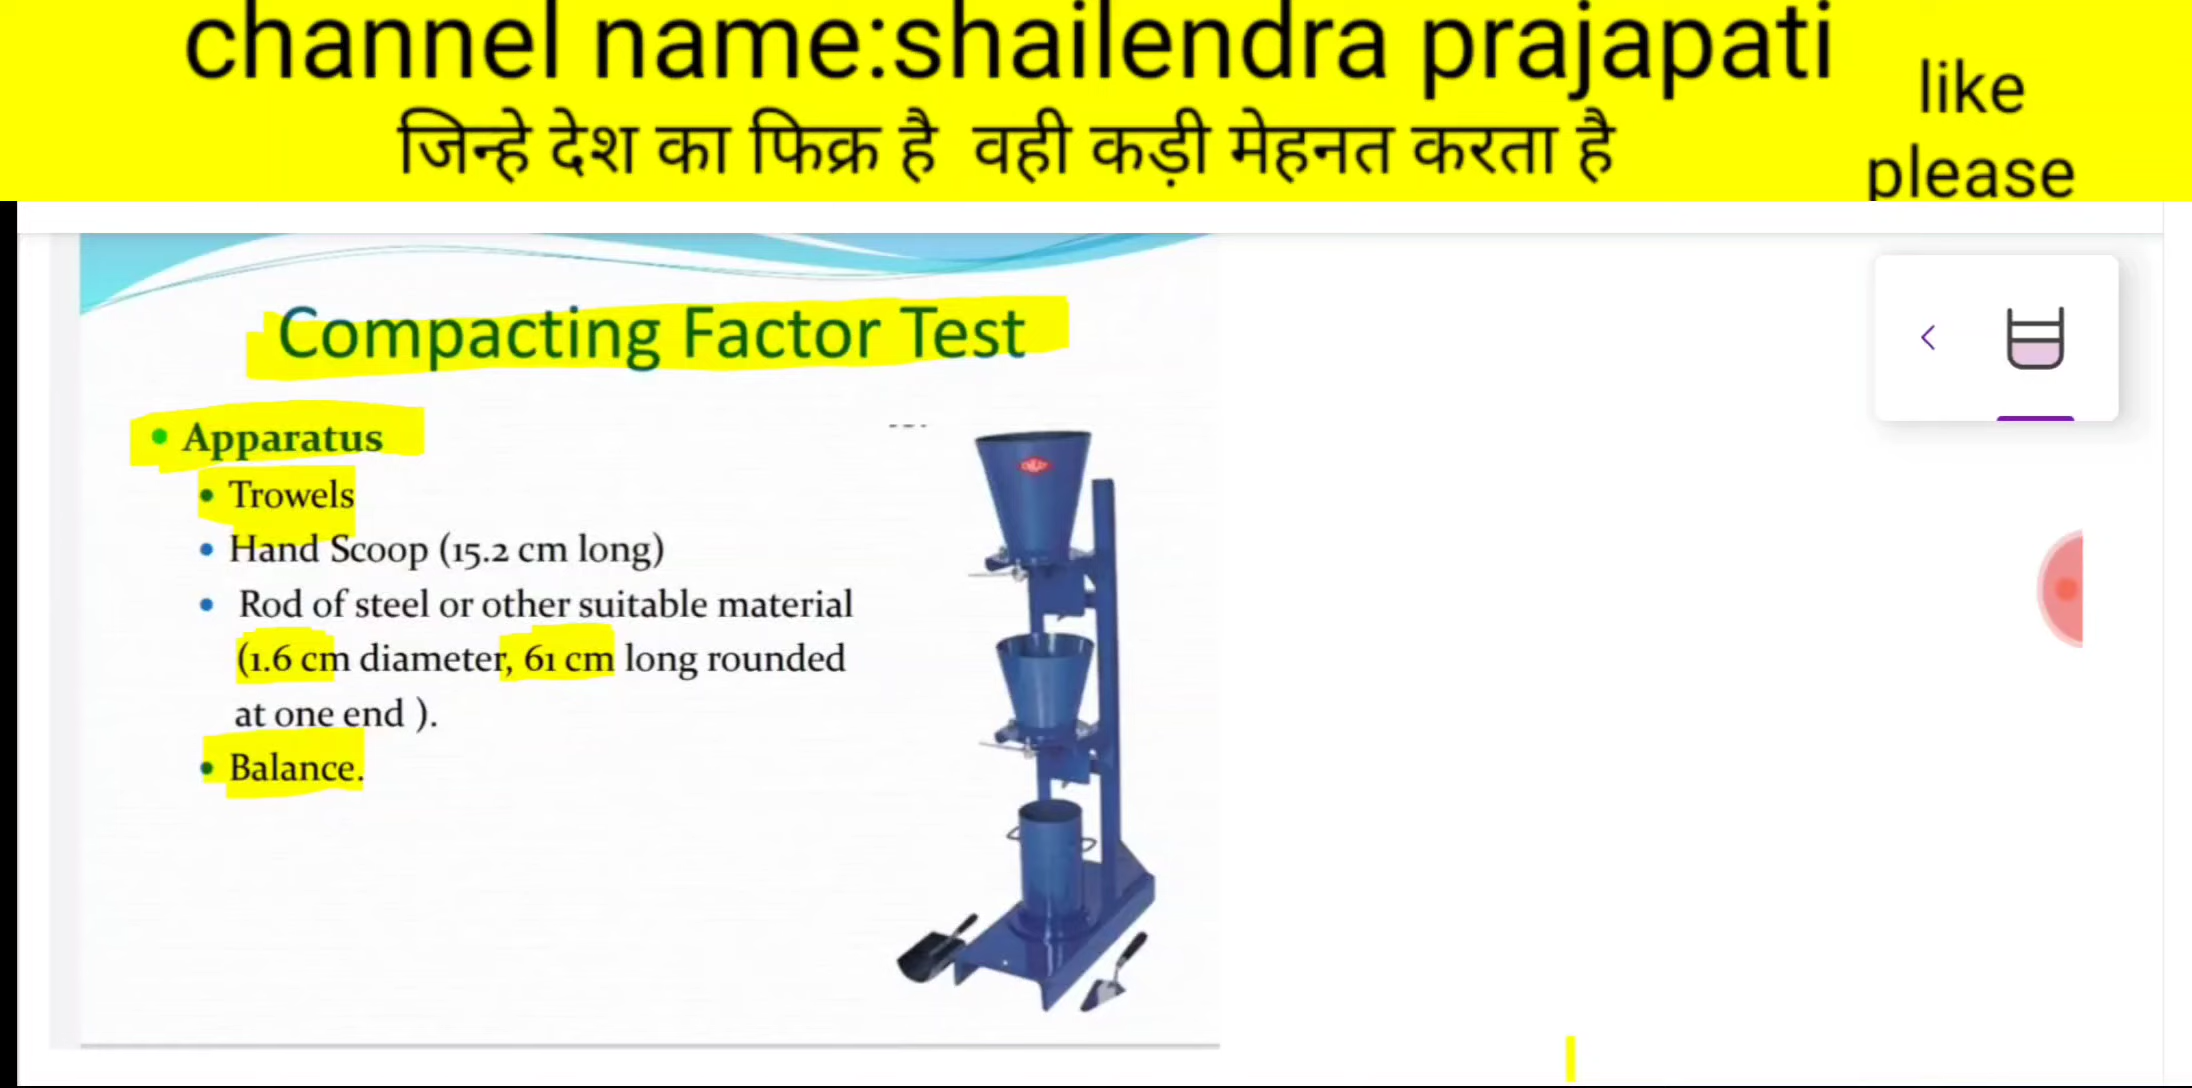 channel name:shailendra prajapati
जिन्हे देश का फिक्र है वही कड़ी मेहनत करता है
like
please
Compacting Factor Test
• Apparatus
• Trowels
• Hand Scoop (15.2 cm long)
• Rod of steel or other suitable material
(1.6 cm diameter, 61 cm long rounded
at one end ).
• Balance.